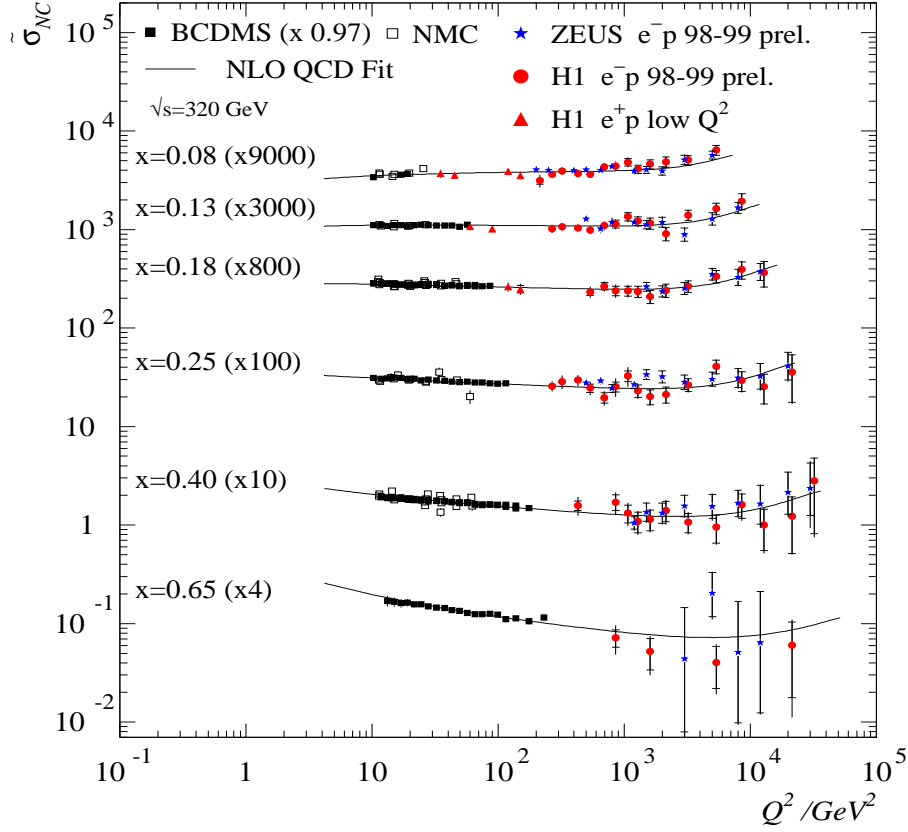 σ̃_NC
10^5
■ BCDMS (x 0.97) □ NMC ★ ZEUS e⁻p 98-99 prel.
— NLO QCD Fit ● H1 e⁻p 98-99 prel.
√s=320 GeV ▲ H1 e⁺p low Q²
10^4
x=0.08 (x9000)
x=0.13 (x3000)
10^3
x=0.18 (x800)
10^2
x=0.25 (x100)
10
x=0.40 (x10)
1
x=0.65 (x4)
10^-1
10^-2
10^-1 1 10 10^2 10^3 10^4 10^5
Q² /GeV²